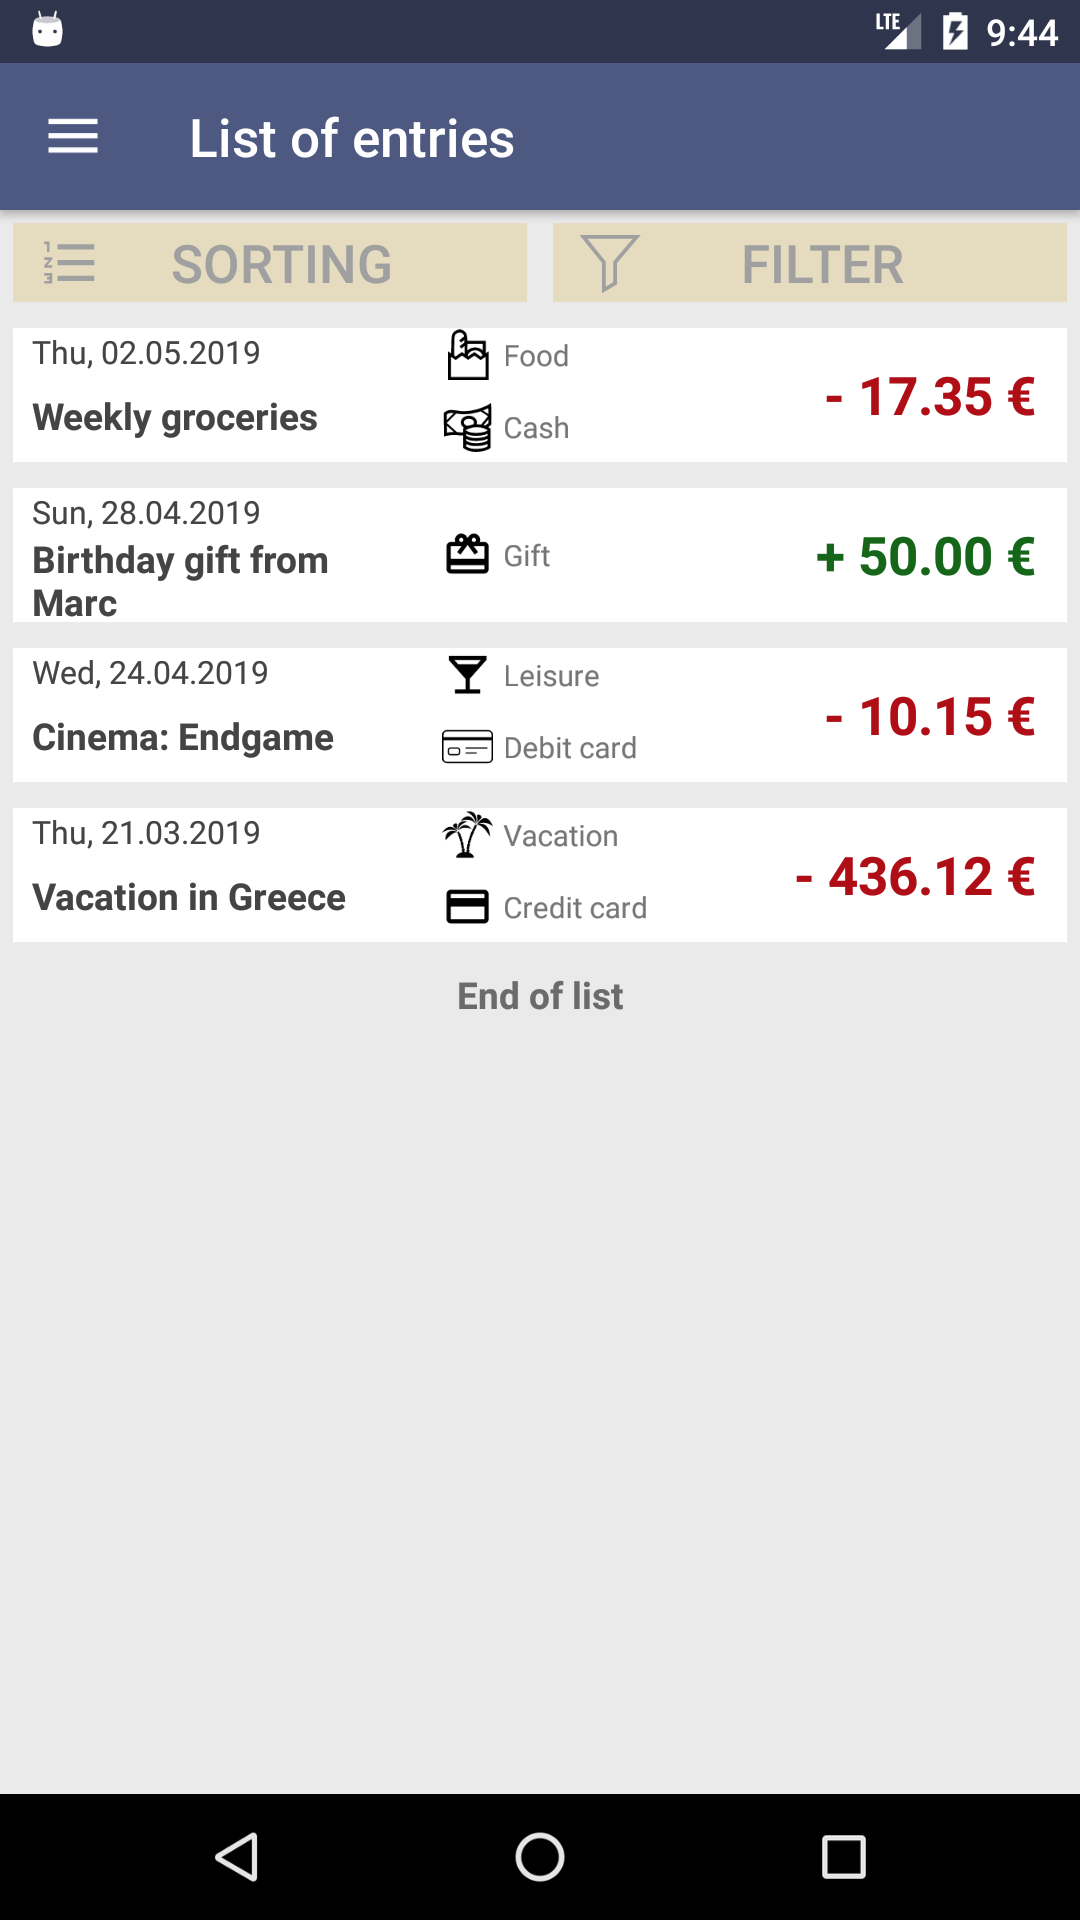 LTE 9:44
List of entries
SORTING FILTER
Thu, 02.05.2019
Food
Weekly groceries
Cash
- 17.35 €
Sun, 28.04.2019
Birthday gift from
Marc
Gift
+ 50.00 €
Wed, 24.04.2019
Leisure
Cinema: Endgame
Debit card
- 10.15 €
Thu, 21.03.2019
Vacation
Vacation in Greece
Credit card
- 436.12 €
End of list